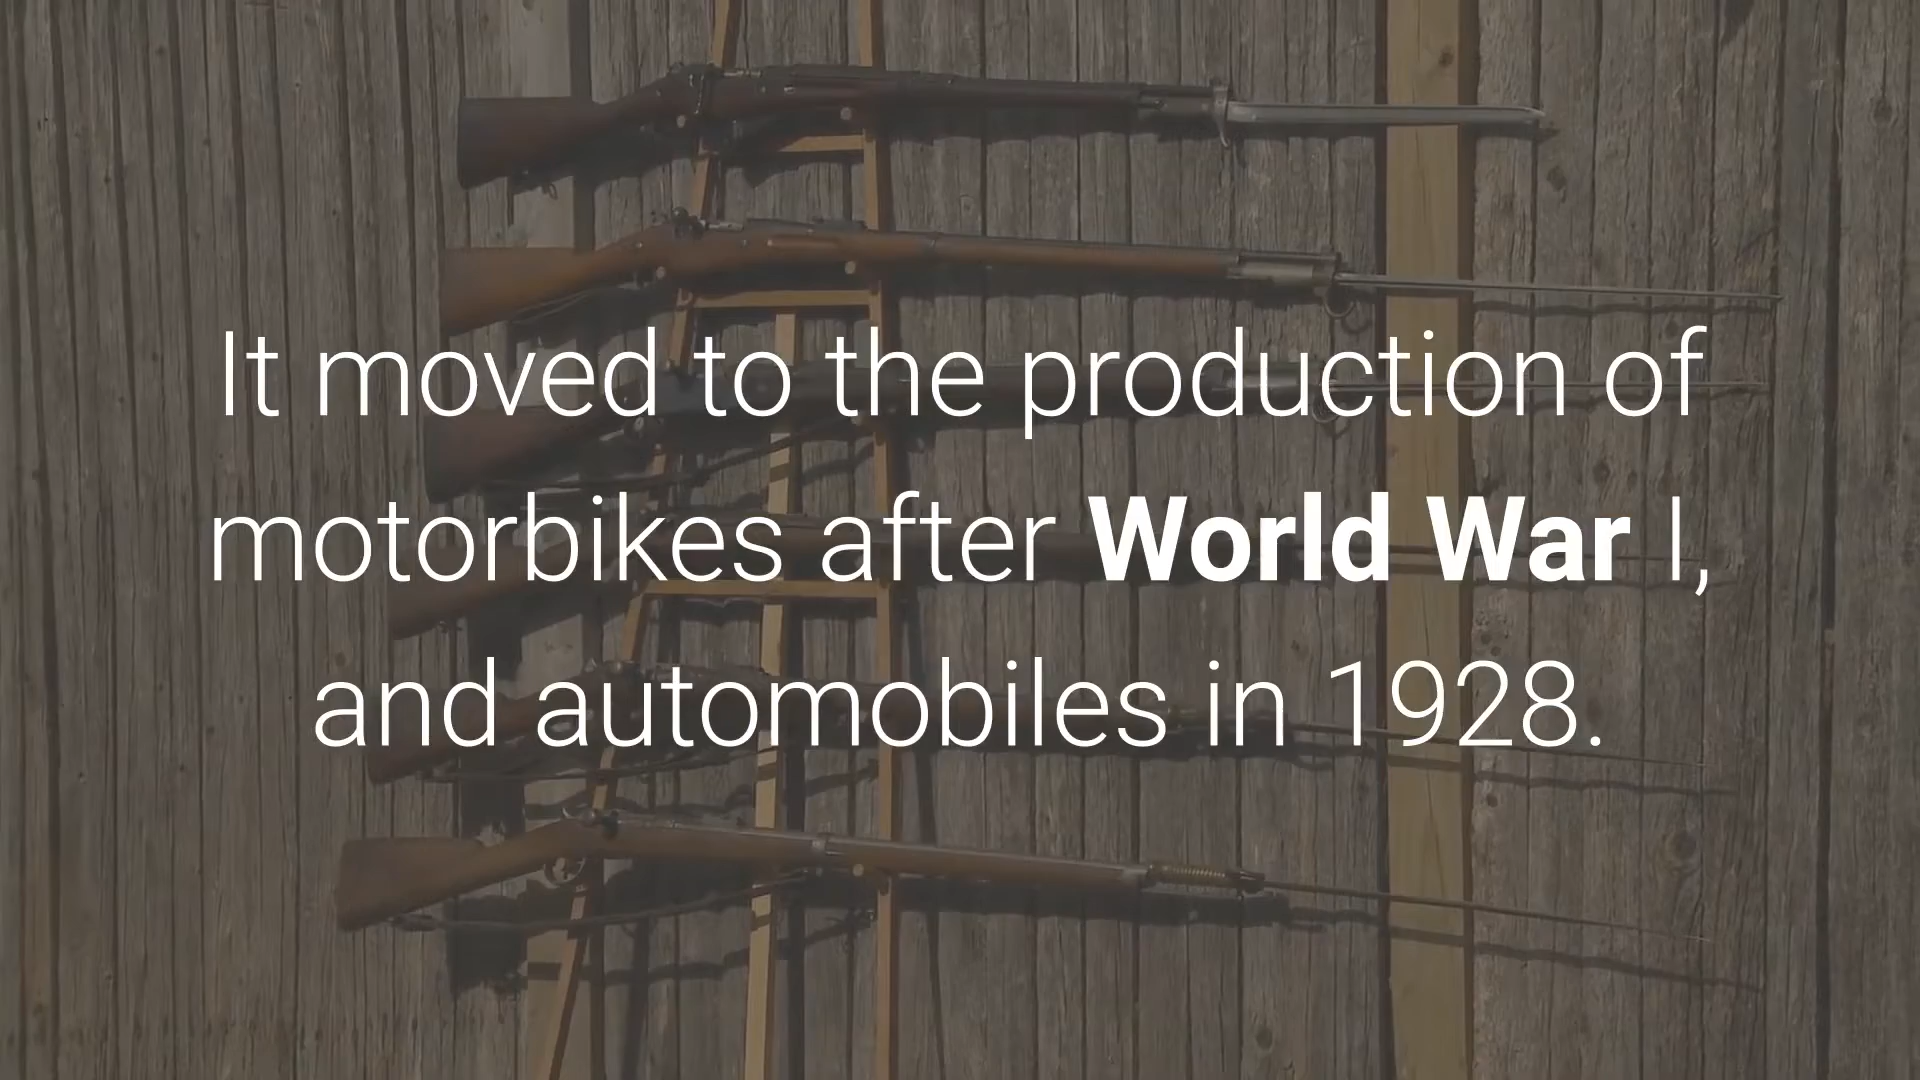 It moved to the production of
motorbikes after World War I,
and automobiles in 1928.